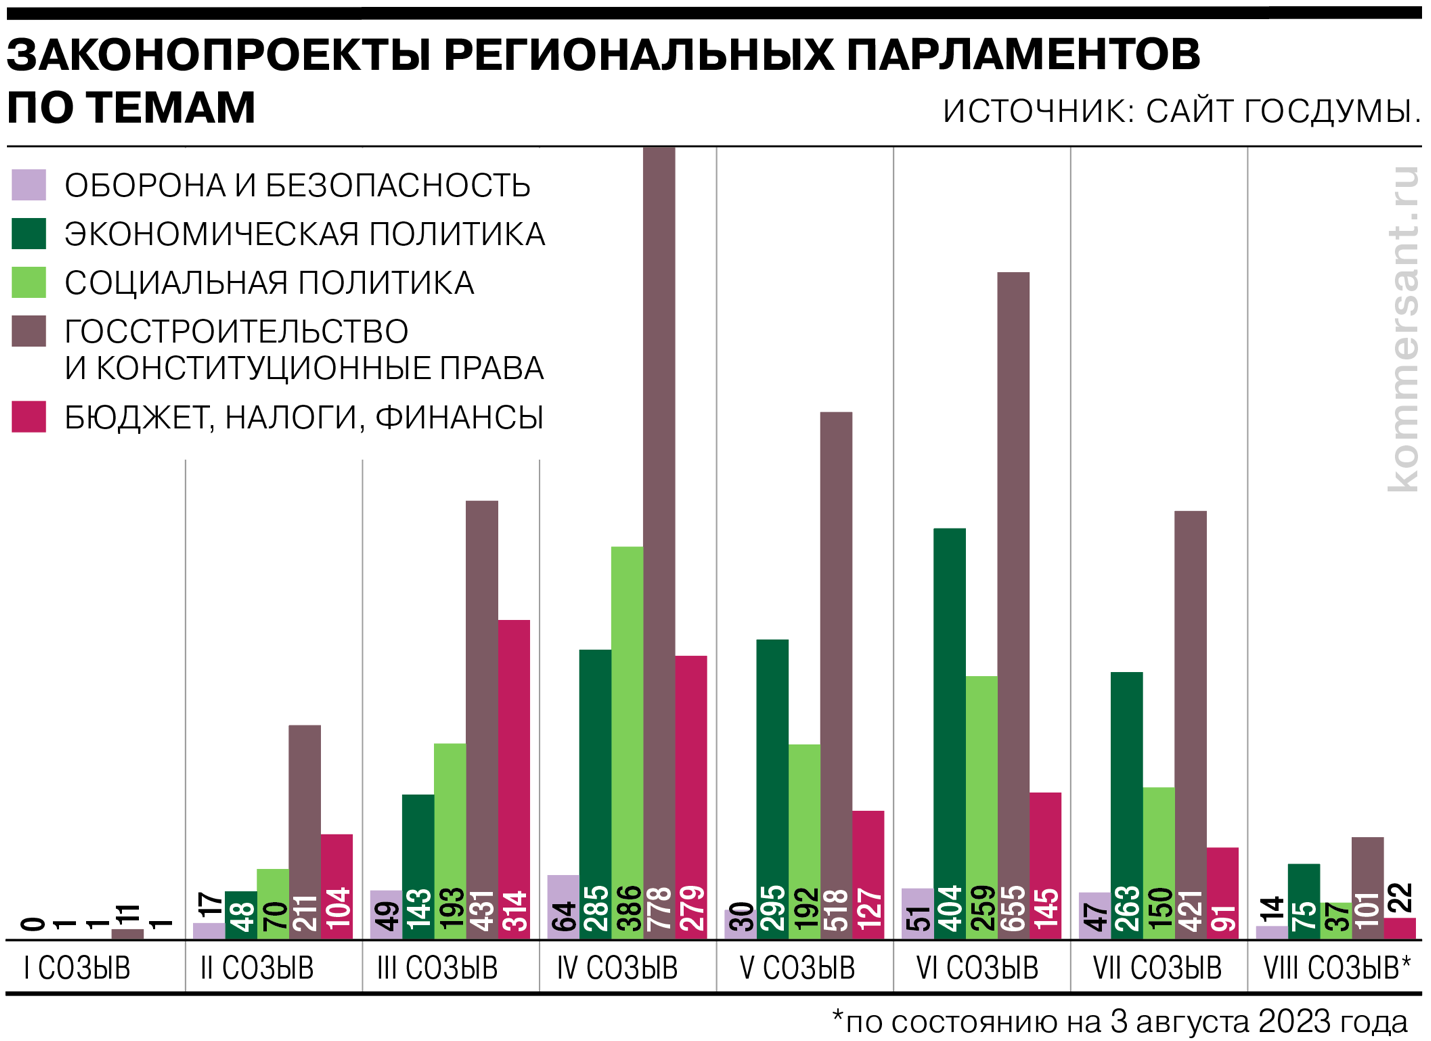 ЗАКОНОПРОЕКТЫ РЕГИОНАЛЬНЫХ ПАРЛАМЕНТОВ
ПО ТЕМАМ
ИСТОЧНИК: САЙТ ГОСДУМЫ.
ОБОРОНА И БЕЗОПАСНОСТЬ
ЭКОНОМИЧЕСКАЯ ПОЛИТИКА
СОЦИАЛЬНАЯ ПОЛИТИКА
ГОССТРОИТЕЛЬСТВО
И КОНСТИТУЦИОННЫЕ ПРАВА
БЮДЖЕТ, НАЛОГИ, ФИНАНСЫ
kommersant.ru
0 1 1 11 1
17 48 70 211 104
49 143 193 431 314
64 285 386 778 279
30 295 192 518 127
51 404 259 655 145
47 263 150 421 91
14 75 37 101 22
I СОЗЫВ
II СОЗЫВ
III СОЗЫВ
IV СОЗЫВ
V СОЗЫВ
VI СОЗЫВ
VII СОЗЫВ
VIII СОЗЫВ*
*по состоянию на 3 августа 2023 года